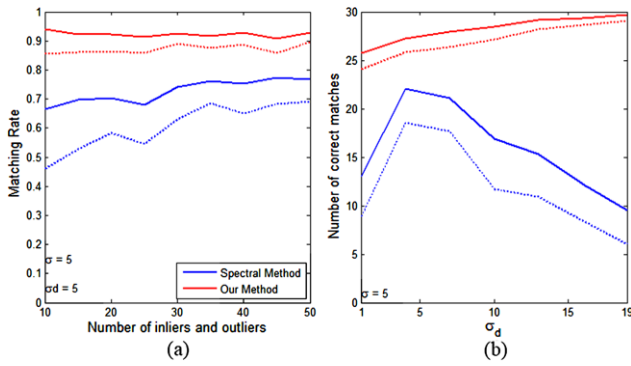 1
0.9
0.8
0.7
0.6
0.5
0.4
0.3
0.2
0.1
0
Matching Rate
σ = 5
σd = 5
Spectral Method
Our Method
10 20 30 40 50
Number of inliers and outliers
(a)
30
25
20
15
10
5
0
Number of correct matches
σ = 5
1 5 10 15 19
σd
(b)